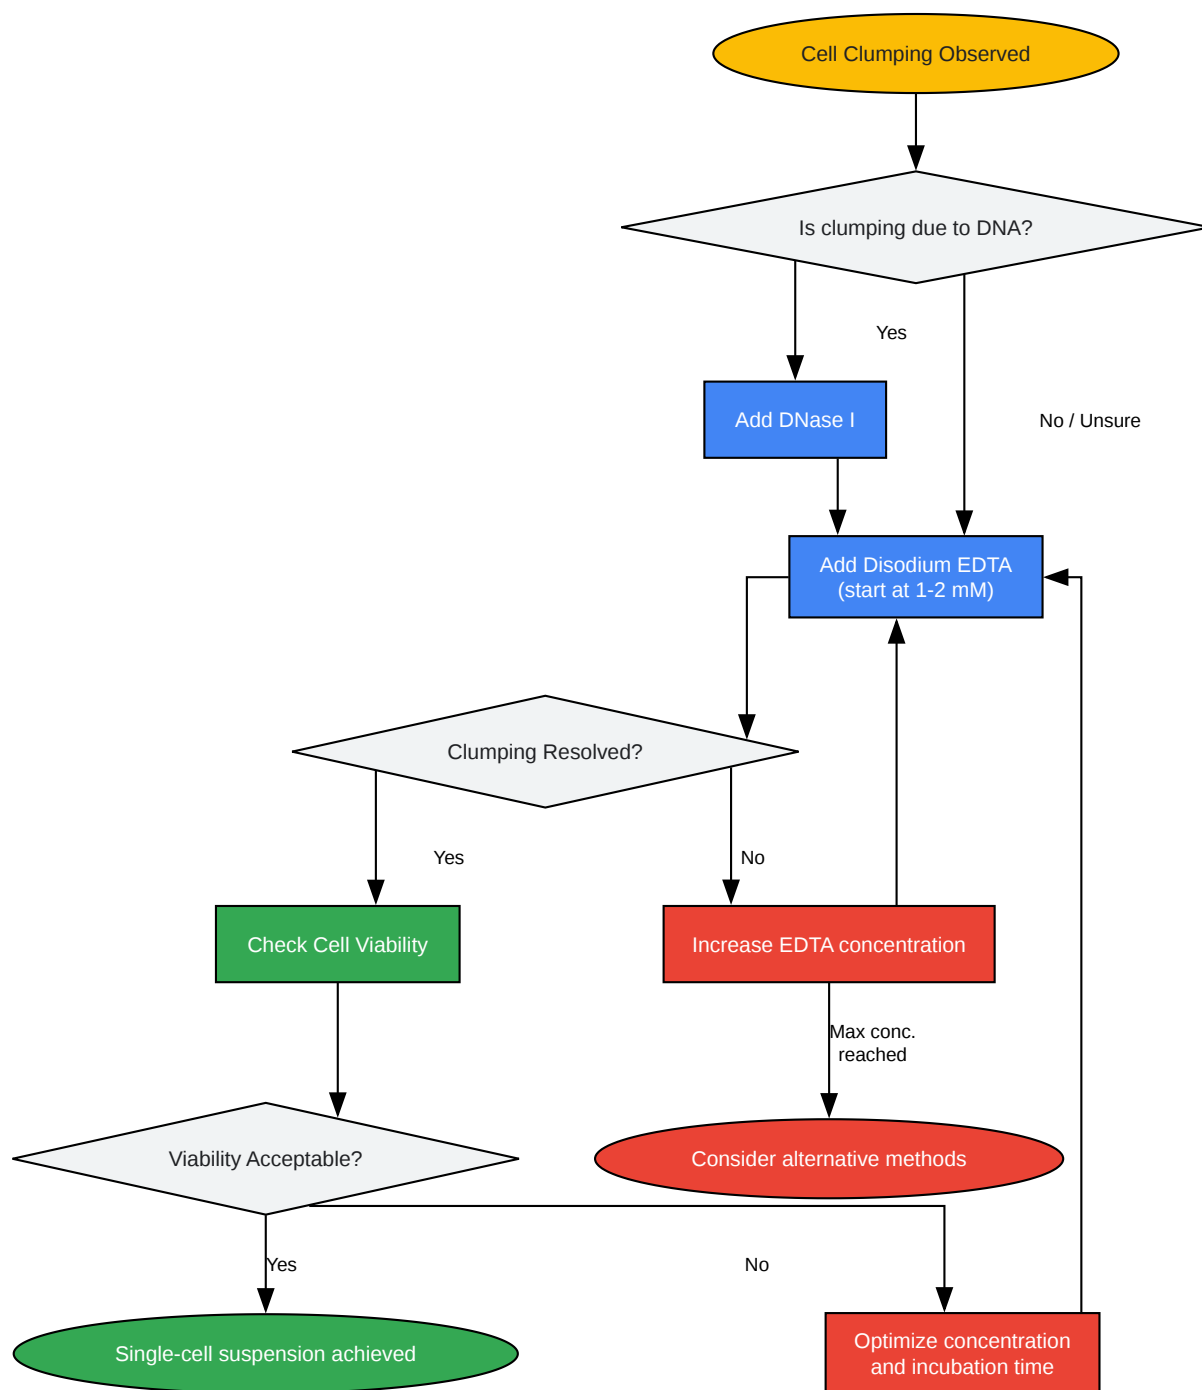 Cell Clumping Observed
Is clumping due to DNA?
Yes
Add DNase I
No / Unsure
Add Disodium EDTA
(start at 1-2 mM)
Clumping Resolved?
Yes
No
Check Cell Viability
Increase EDTA concentration
Max conc.
reached
Viability Acceptable?
Consider alternative methods
Yes
No
Single-cell suspension achieved
Optimize concentration
and incubation time